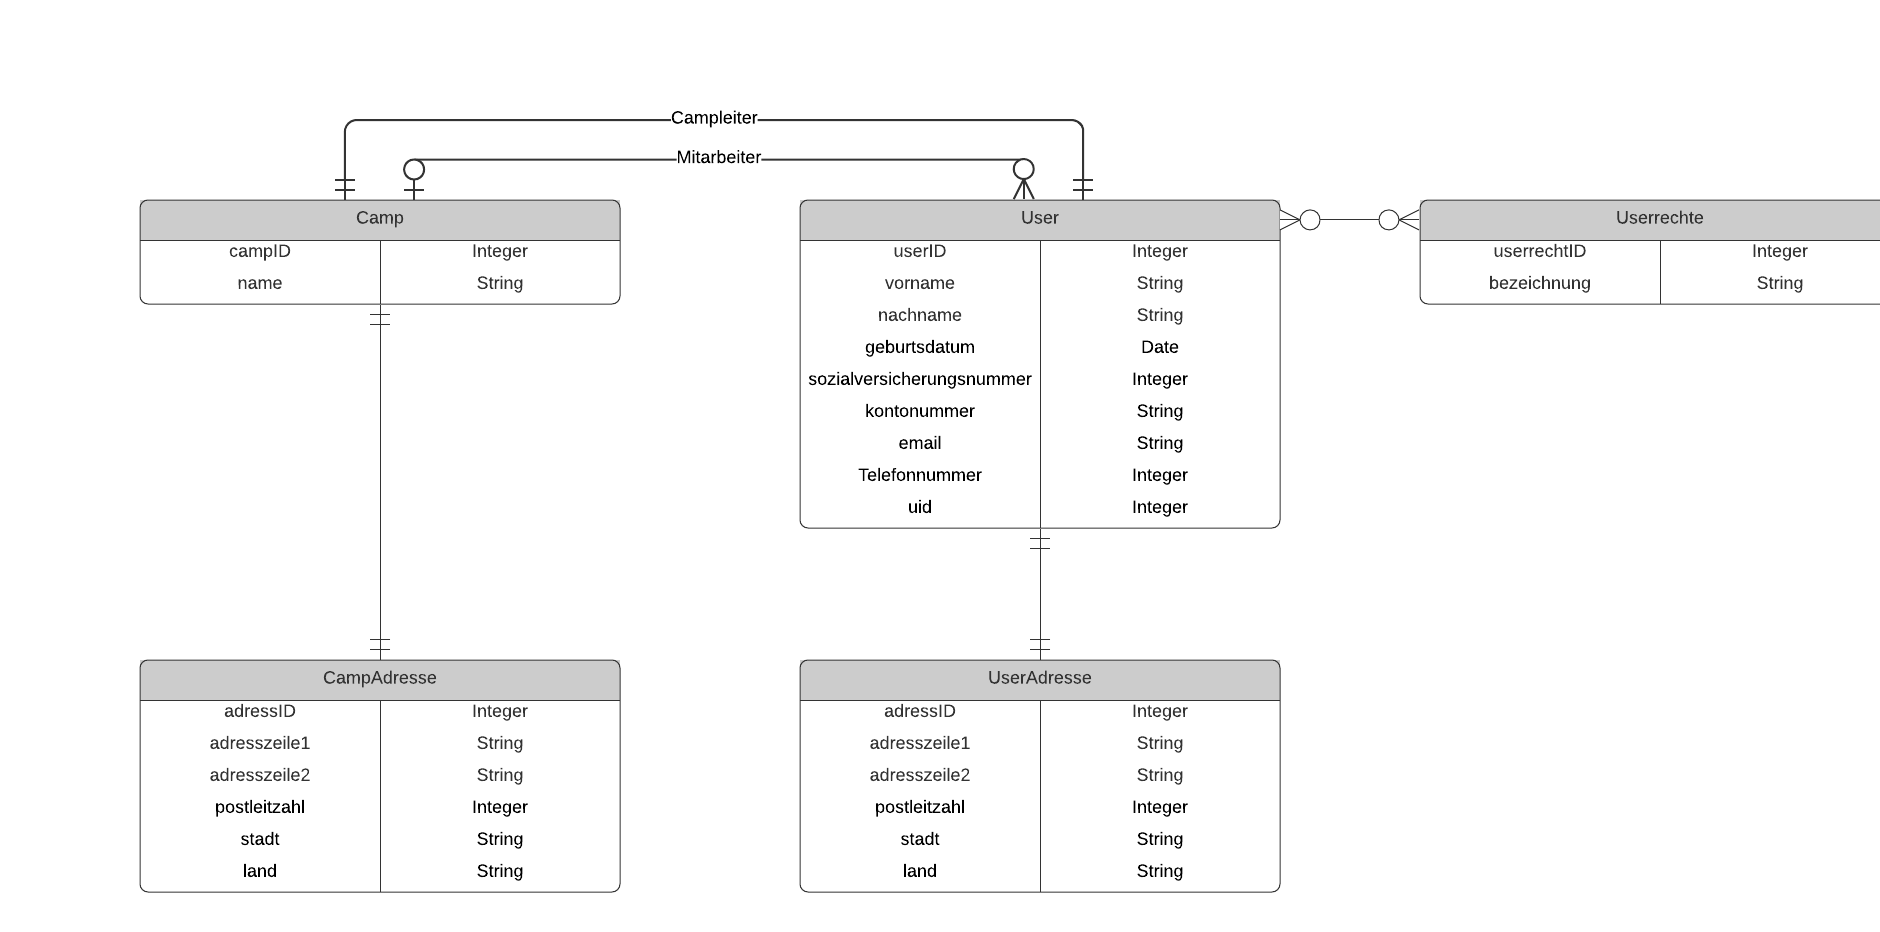 Campleiter
Mitarbeiter
Camp
campID Integer
name String
User
userID Integer
vorname String
nachname String
geburtsdatum Date
sozialversicherungsnummer Integer
kontonummer String
email String
Telefonnummer Integer
uid Integer
Userrechte
userrechtID Integer
bezeichnung String
CampAdresse
adressID Integer
adresszeile1 String
adresszeile2 String
postleitzahl Integer
stadt String
land String
UserAdresse
adressID Integer
adresszeile1 String
adresszeile2 String
postleitzahl Integer
stadt String
land String